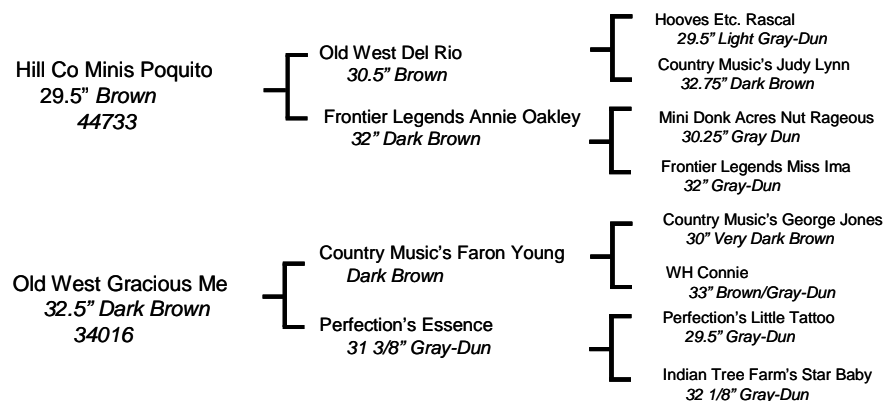 Hill Co Minis Poquito
29.5” Brown
44733
Old West Del Rio
30.5” Brown
Frontier Legends Annie Oakley
32” Dark Brown
Hooves Etc. Rascal
29.5” Light Gray-Dun
Country Music’s Judy Lynn
32.75” Dark Brown
Mini Donk Acres Nut Rageous
30.25” Gray Dun
Frontier Legends Miss Ima
32” Gray-Dun
Old West Gracious Me
32.5” Dark Brown
34016
Country Music’s Faron Young
Dark Brown
Perfection’s Essence
31 3/8” Gray-Dun
Country Music’s George Jones
30” Very Dark Brown
WH Connie
33” Brown/Gray-Dun
Perfection’s Little Tattoo
29.5” Gray-Dun
Indian Tree Farm’s Star Baby
32 1/8” Gray-Dun